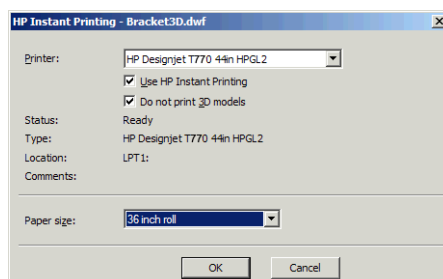 HP Instant Printing - Bracket3D.dwf
Printer: HP Designjet T770 44in HPGL2
Use HP Instant Printing
Do not print 3D models
Status: Ready
Type: HP Designjet T770 44in HPGL2
Location: LPT1:
Comments:
Paper size: 36 inch roll
OK Cancel